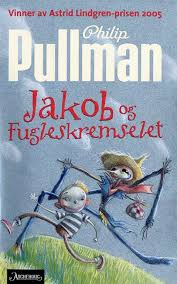 Vinner av Astrid Lindgren-prisen 2005
Philip
Pullman
Jakob og
Fugleskremselet